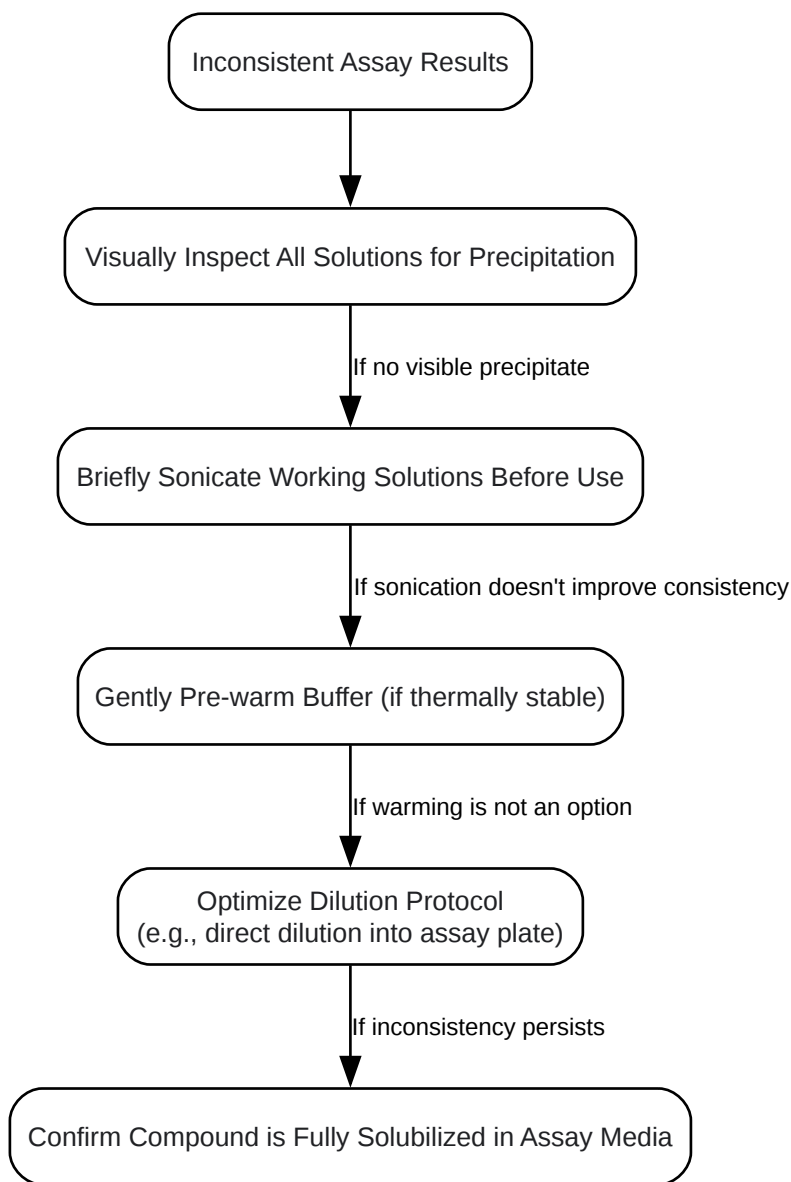 Inconsistent Assay Results
Visually Inspect All Solutions for Precipitation
If no visible precipitate
Briefly Sonicate Working Solutions Before Use
If sonication doesn't improve consistency
Gently Pre-warm Buffer (if thermally stable)
If warming is not an option
Optimize Dilution Protocol
(e.g., direct dilution into assay plate)
If inconsistency persists
Confirm Compound is Fully Solubilized in Assay Media